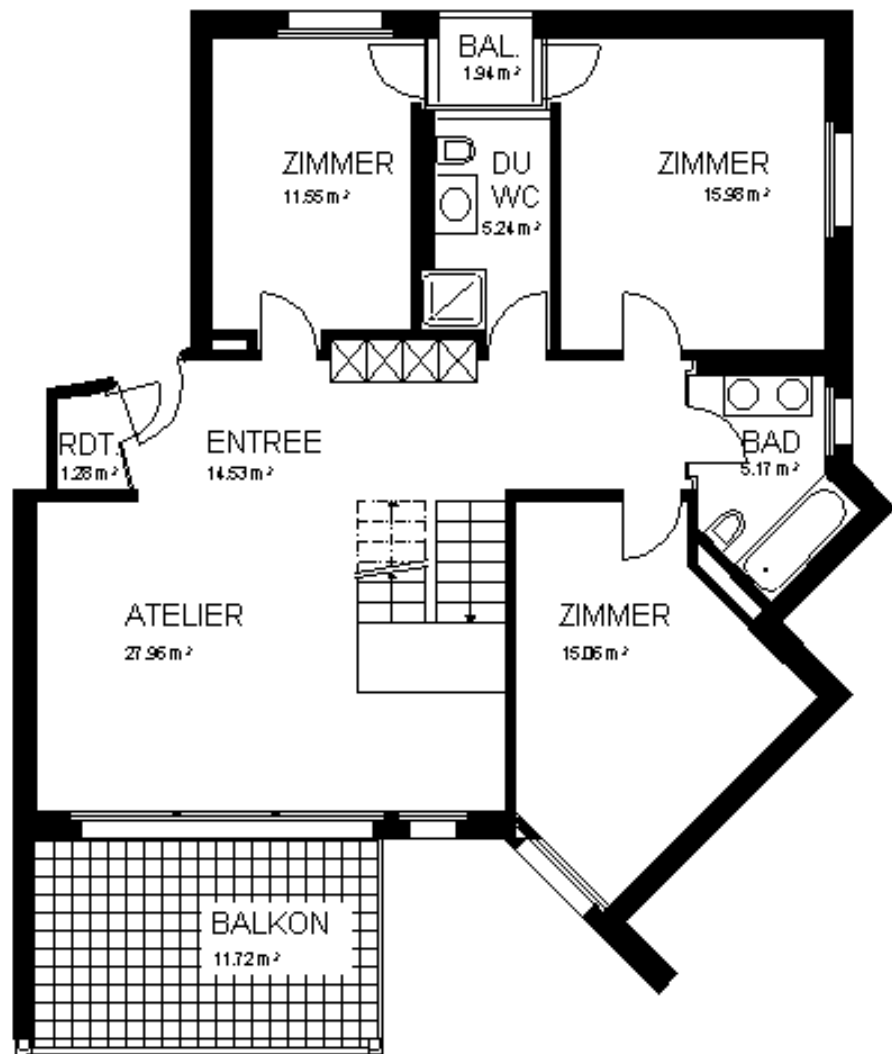 BAL.
1.94 m²
ZIMMER
11.55 m²
DU
WC
5.24 m²
ZIMMER
15.98 m²
RDT.
1.28 m²
ENTREE
14.53 m²
BAD
5.17 m²
ATELIER
27.96 m²
ZIMMER
15.06 m²
BALKON
11.72 m²